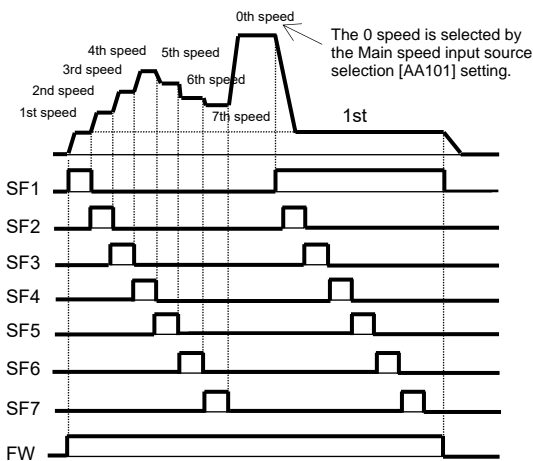 0th speed
The 0 speed is selected by
the Main speed input source
selection [AA101] setting.
4th speed
5th speed
3rd speed
6th speed
2nd speed
1st speed
7th speed
1st
SF1
SF2
SF3
SF4
SF5
SF6
SF7
FW